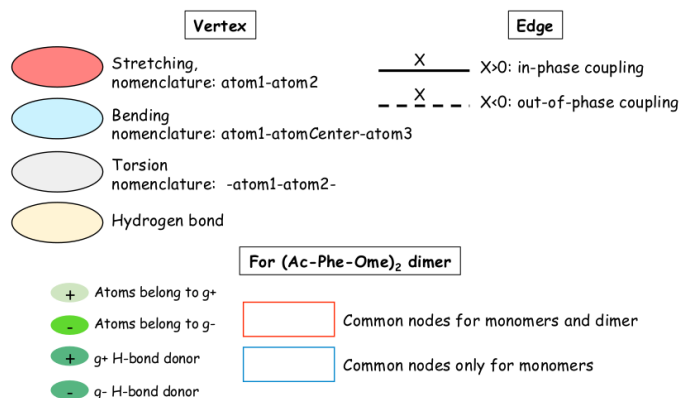 Vertex
Edge
Stretching,
nomenclature: atom1-atom2
Bending
nomenclature: atom1-atomCenter-atom3
Torsion
nomenclature: -atom1-atom2-
Hydrogen bond
X
X>0: in-phase coupling
X
X<0: out-of-phase coupling
For (Ac-Phe-Ome)₂ dimer
+ Atoms belong to g+
- Atoms belong to g-
+ g+ H-bond donor
- g- H-bond donor
Common nodes for monomers and dimer
Common nodes only for monomers